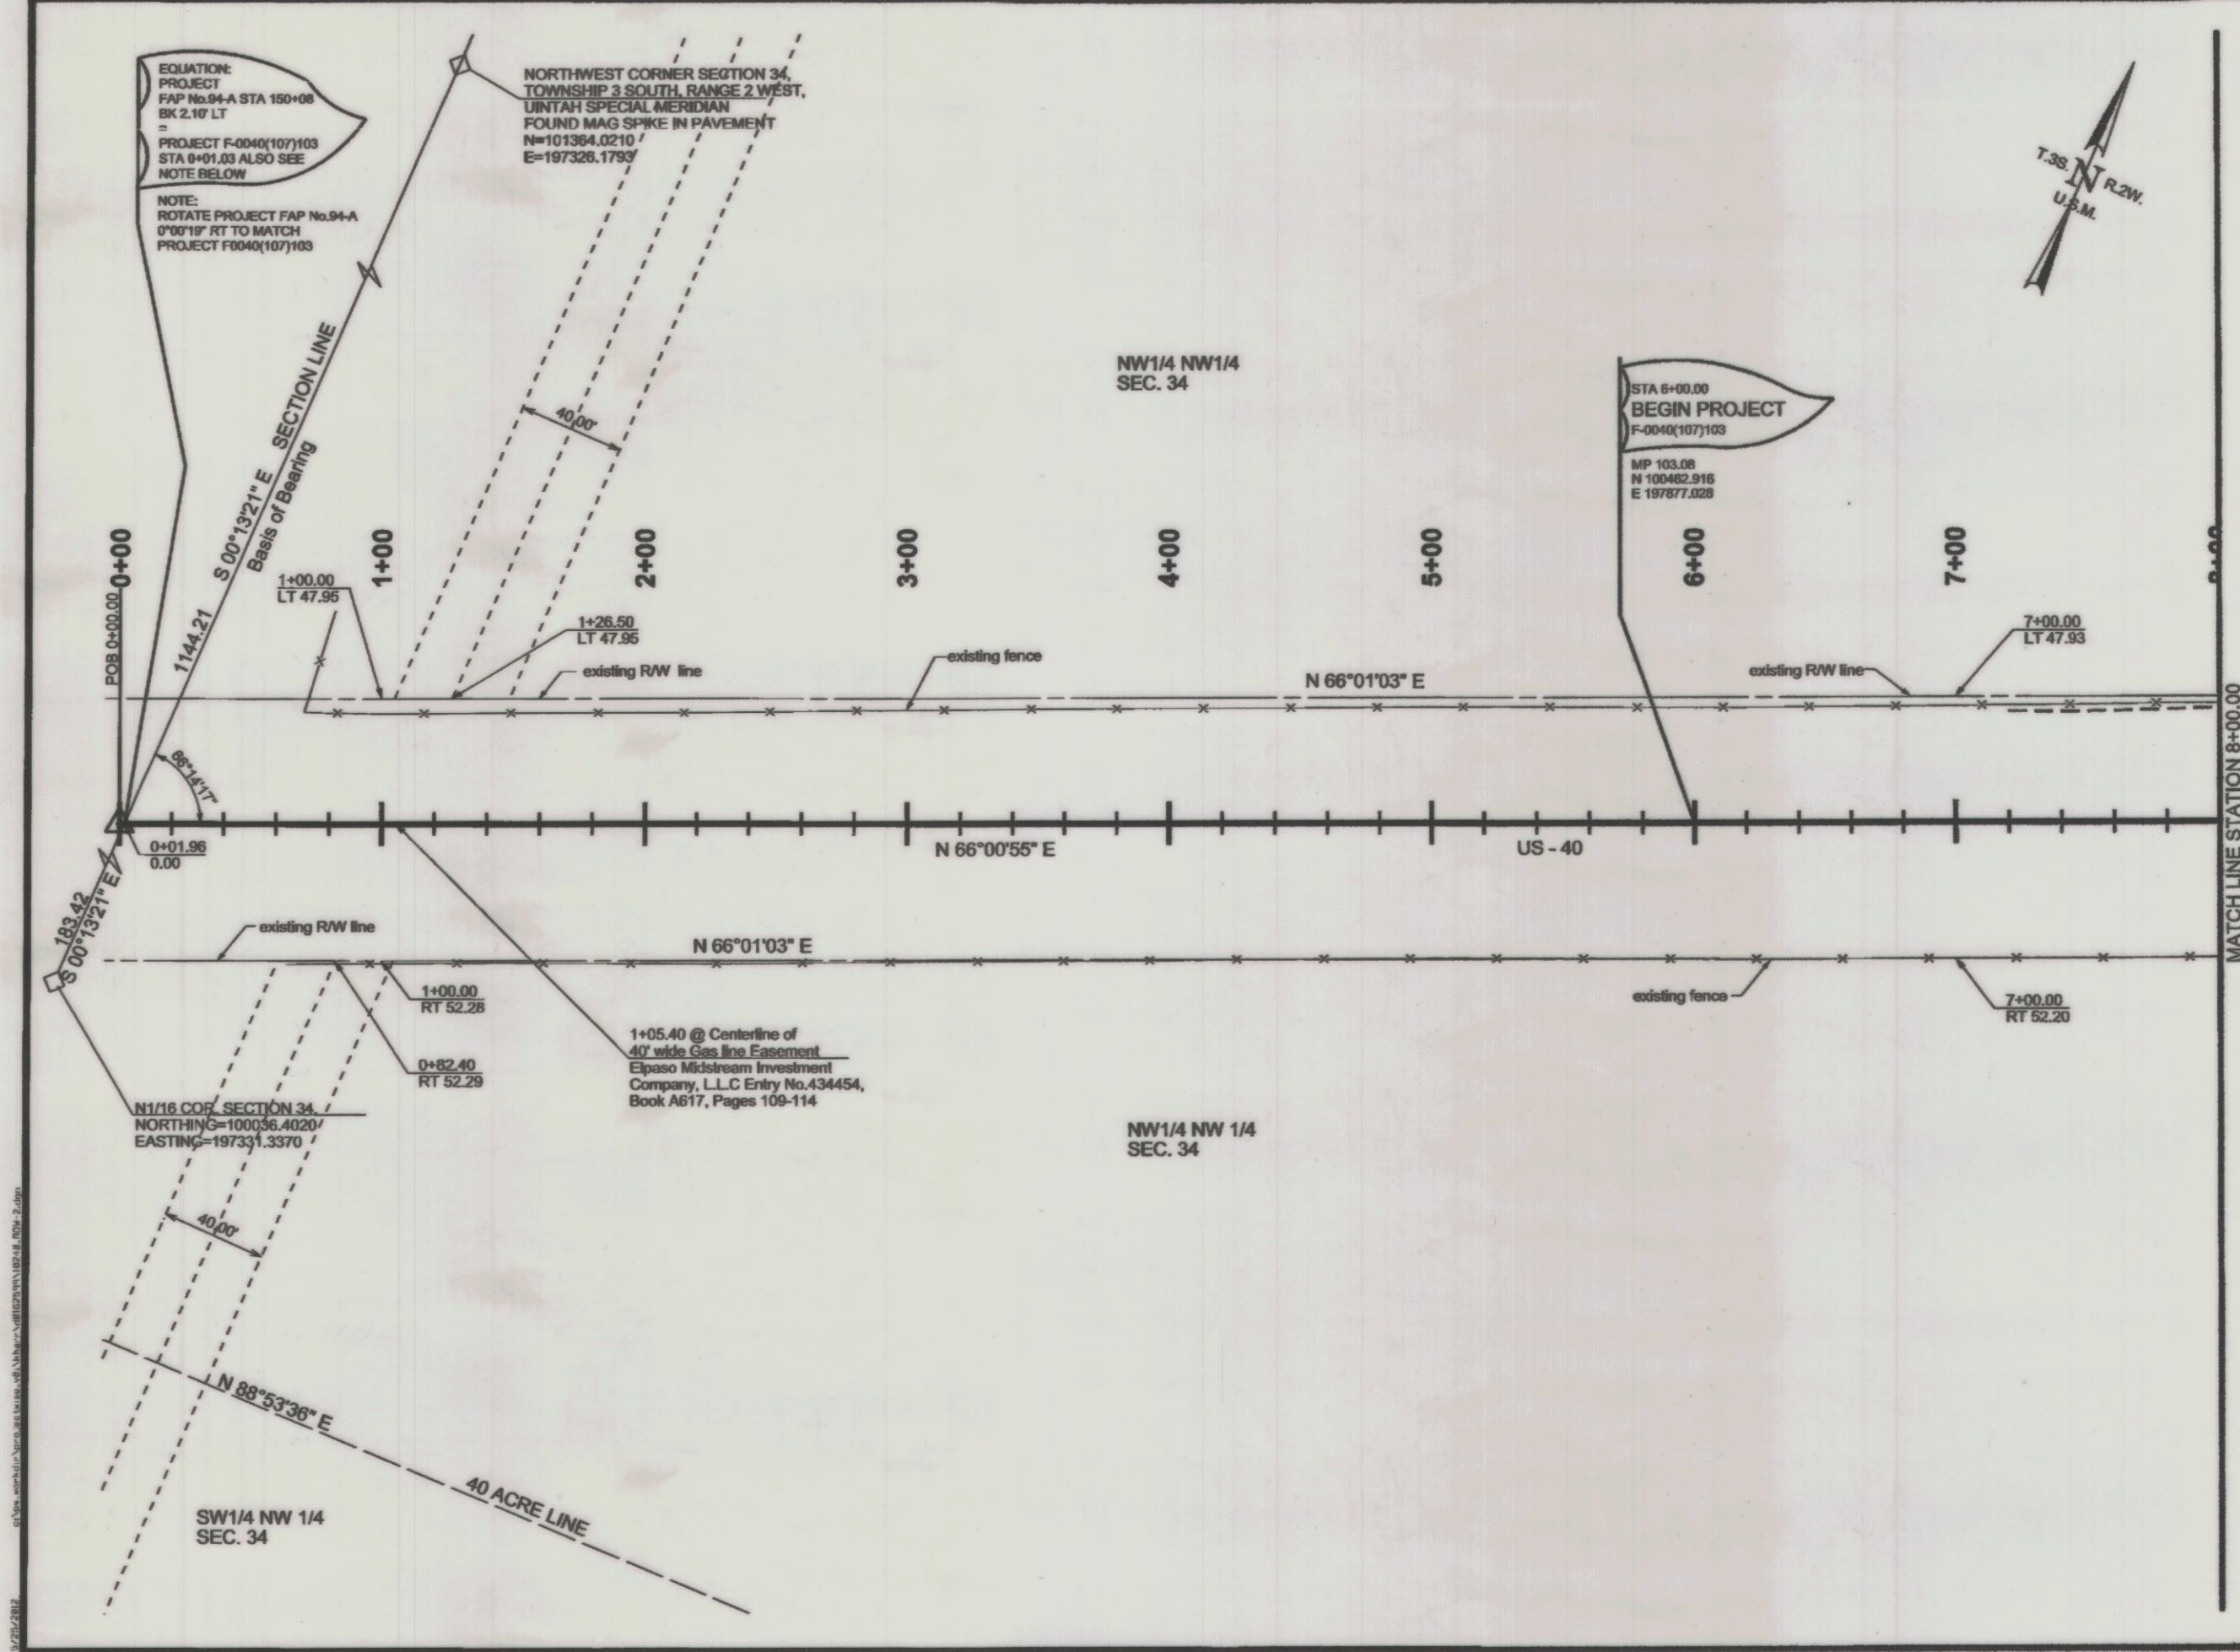 EQUATION:
PROJECT
FAP No.94-A STA 150+08
BK 2.10' LT
=
PROJECT F-0040(107)103
STA 0+01.03 ALSO SEE
NOTE BELOW
NOTE:
ROTATE PROJECT FAP No.94-A
0°00'19" RT TO MATCH
PROJECT F0040(107)103
NORTHWEST CORNER SECTION 34,
TOWNSHIP 3 SOUTH, RANGE 2 WEST,
UINTAH SPECIAL MERIDIAN
FOUND MAG SPIKE IN PAVEMENT
N=101364.0210
E=197326.1793
T.3S. N R.2W.
U.S.M.
1144.21 S 00°13'21" E SECTION LINE
Basis of Bearing
40.00'
NW1/4 NW1/4
SEC. 34
STA 6+00.00
BEGIN PROJECT
F-0040(107)103
MP 103.08
N 100462.916
E 197877.028
POB 0+00.00
0+00
1+00
2+00
3+00
4+00
5+00
6+00
7+00
1+00.00
LT 47.95
1+26.50
LT 47.95
existing R/W line
existing fence
N 66°01'03" E
existing R/W line
7+00.00
LT 47.93
66°14'17"
0+01.96
0.00
N 66°00'55" E
US - 40
MATCH LINE STATION 8+00.00
183.42
S 00°13'21" E
existing R/W line
N 66°01'03" E
1+00.00
RT 52.28
0+82.40
RT 52.29
1+05.40 @ Centerline of
40' wide Gas line Easement
Elpaso Midstream Investment
Company, L.L.C Entry No.434454,
Book A617, Pages 109-114
existing fence
7+00.00
RT 52.20
N1/16 COR. SECTION 34,
NORTHING=100036.4020
EASTING=197331.3370
NW1/4 NW 1/4
SEC. 34
40.00'
N 88°53'36" E
40 ACRE LINE
SW1/4 NW 1/4
SEC. 34